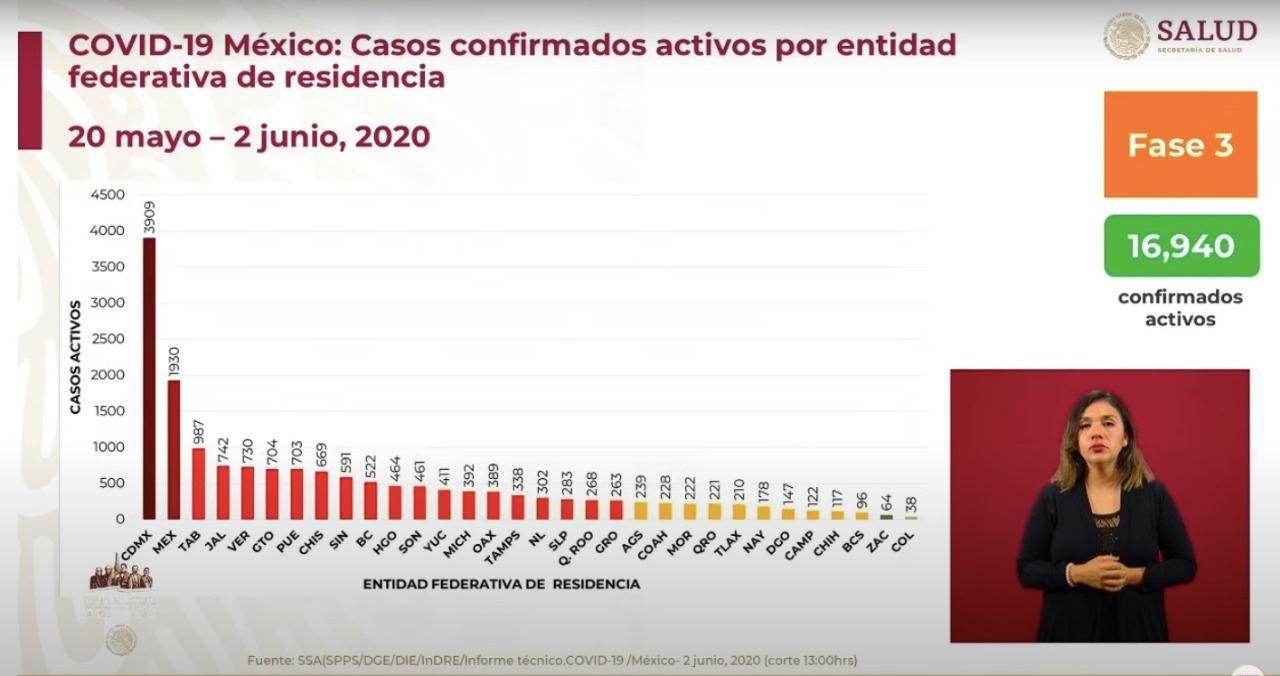 COVID-19 México: Casos confirmados activos por entidad
federativa de residencia
20 mayo – 2 junio, 2020
SALUD
SECRETARÍA DE SALUD
Fase 3
16,940
confirmados
activos
CASOS ACTIVOS
4500
4000
3500
3000
2500
2000
1500
1000
500
0
3909
1930
987
742
730
704
703
669
591
522
464
461
411
392
389
338
302
283
268
263
239
228
222
221
210
178
147
122
117
96
64
38
CDMX
MEX
TAB
JAL
VER
GTO
PUE
CHIS
SIN
BC
HGO
SON
YUC
MICH
OAX
TAMPS
NL
SLP
Q. ROO
GRO
AGS
COAH
MOR
QRO
TLAX
NAY
DGO
CAMP
CHIH
BCS
ZAC
COL
ENTIDAD FEDERATIVA DE RESIDENCIA
Fuente: SSA(SPPS/DGE/DIE/InDRE/Informe técnico.COVID-19 /México- 2 junio, 2020 (corte 13:00hrs)